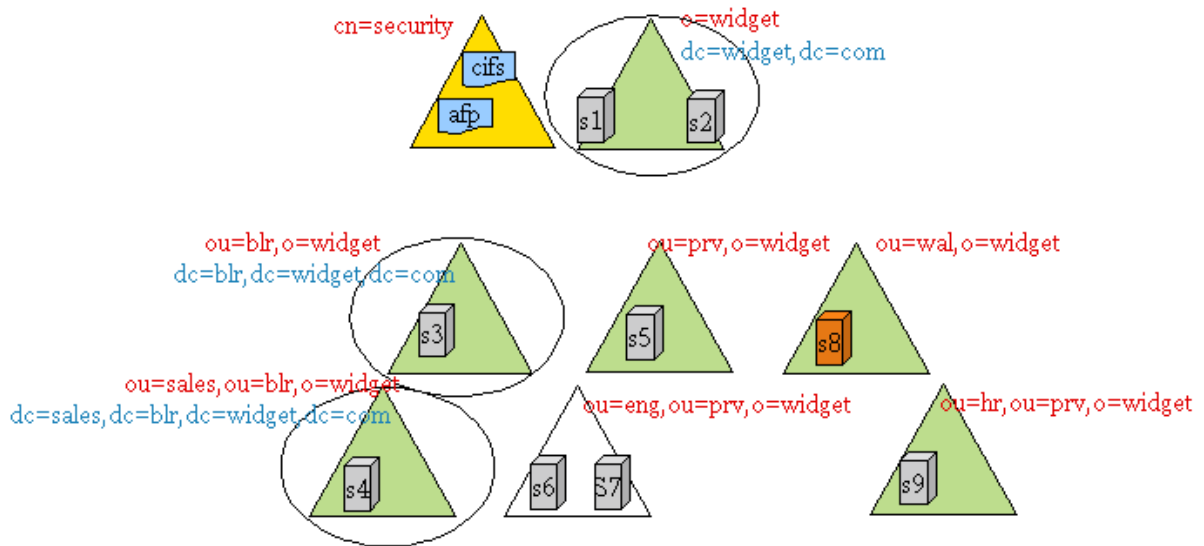 cn=security
o=widget
dc=widget,dc=com
cifs
afp
s1
s2
ou=blr,o=widget
dc=blr,dc=widget,dc=com
ou=prv,o=widget
ou=wal,o=widget
s3
s5
s8
ou=sales,ou=blr,o=widget
dc=sales,dc=blr,dc=widget,dc=com
ou=eng,ou=prv,o=widget
ou=hr,ou=prv,o=widget
s4
s6
S7
s9